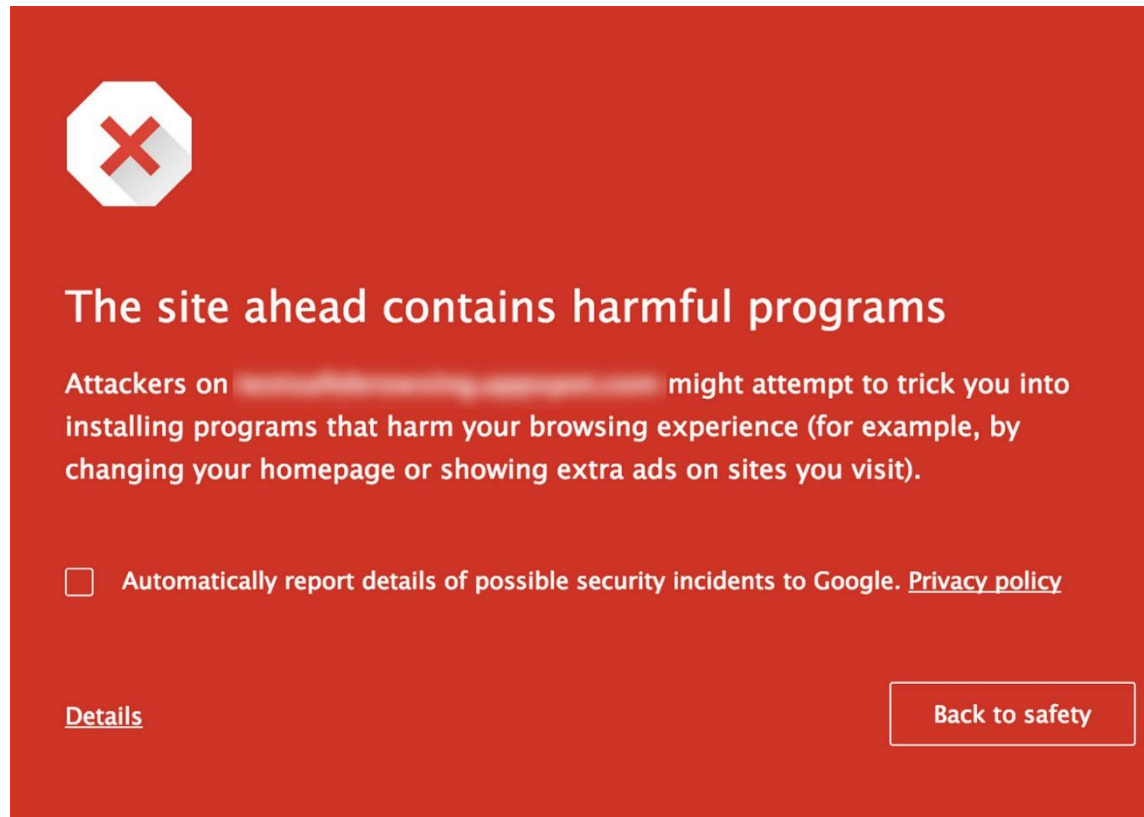 The site ahead contains harmful programs
Attackers on might attempt to trick you into
installing programs that harm your browsing experience (for example, by
changing your homepage or showing extra ads on sites you visit).
Automatically report details of possible security incidents to Google. Privacy policy
Details
Back to safety